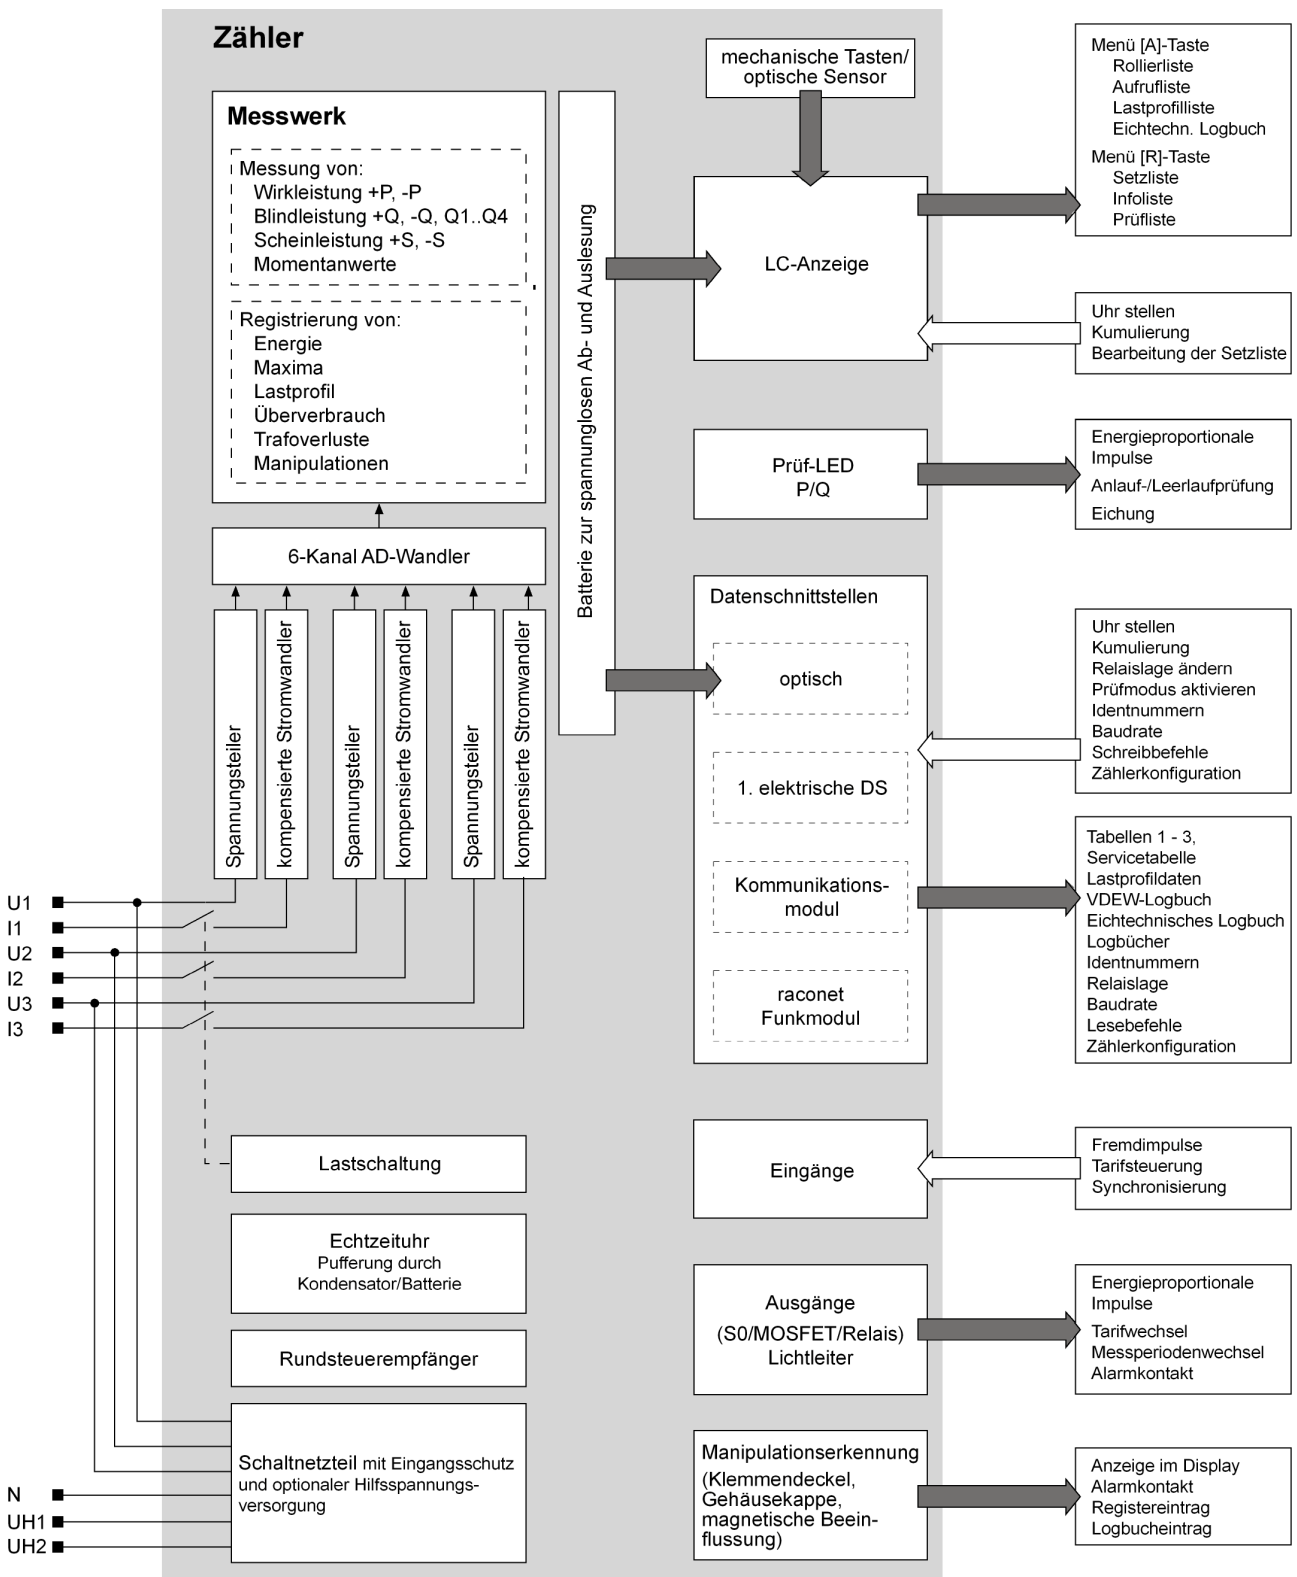 Zähler
Messwerk
Messung von:
Wirkleistung +P, -P
Blindleistung +Q, -Q, Q1..Q4
Scheinleistung +S, -S
Momentanwerte
Registrierung von:
Energie
Maxima
Lastprofil
Überverbrauch
Trafoverluste
Manipulationen
6-Kanal AD-Wandler
Spannungsteiler
kompensierte Stromwandler
Spannungsteiler
kompensierte Stromwandler
Spannungsteiler
kompensierte Stromwandler
U1
I1
U2
I2
U3
I3
Lastschaltung
Echtzeituhr
Pufferung durch
Kondensator/Batterie
Rundsteuerempfänger
Schaltnetzteil mit Eingangsschutz
und optionaler Hilfsspannungs-
versorgung
N
UH1
UH2
Batterie zur spannunglosen Ab- und Auslesung
mechanische Tasten/
optische Sensor
LC-Anzeige
Prüf-LED
P/Q
Datenschnittstellen
optisch
1. elektrische DS
Kommunikations-
modul
raconet
Funkmodul
Eingänge
Ausgänge
(S0/MOSFET/Relais)
Lichtleiter
Manipulationserkennung
(Klemmendeckel,
Gehäusekappe,
magnetische Beein-
flussung)
Menü [A]-Taste
Rollierliste
Aufrufliste
Lastprofilliste
Eichtechn. Logbuch
Menü [R]-Taste
Setzliste
Infoliste
Prüfliste
Uhr stellen
Kumulierung
Bearbeitung der Setzliste
Energieproportionale
Impulse
Anlauf-/Leerlaufprüfung
Eichung
Uhr stellen
Kumulierung
Relaislage ändern
Prüfmodus aktivieren
Identnummern
Baudrate
Schreibbefehle
Zählerkonfiguration
Tabellen 1 - 3,
Servicetabelle
Lastprofildaten
VDEW-Logbuch
Eichtechnisches Logbuch
Logbücher
Identnummern
Relaislage
Baudrate
Lesebefehle
Zählerkonfiguration
Fremdimpulse
Tarifsteuerung
Synchronisierung
Energieproportionale
Impulse
Tarifwechsel
Messperiodenwechsel
Alarmkontakt
Anzeige im Display
Alarmkontakt
Registereintrag
Logbucheintrag